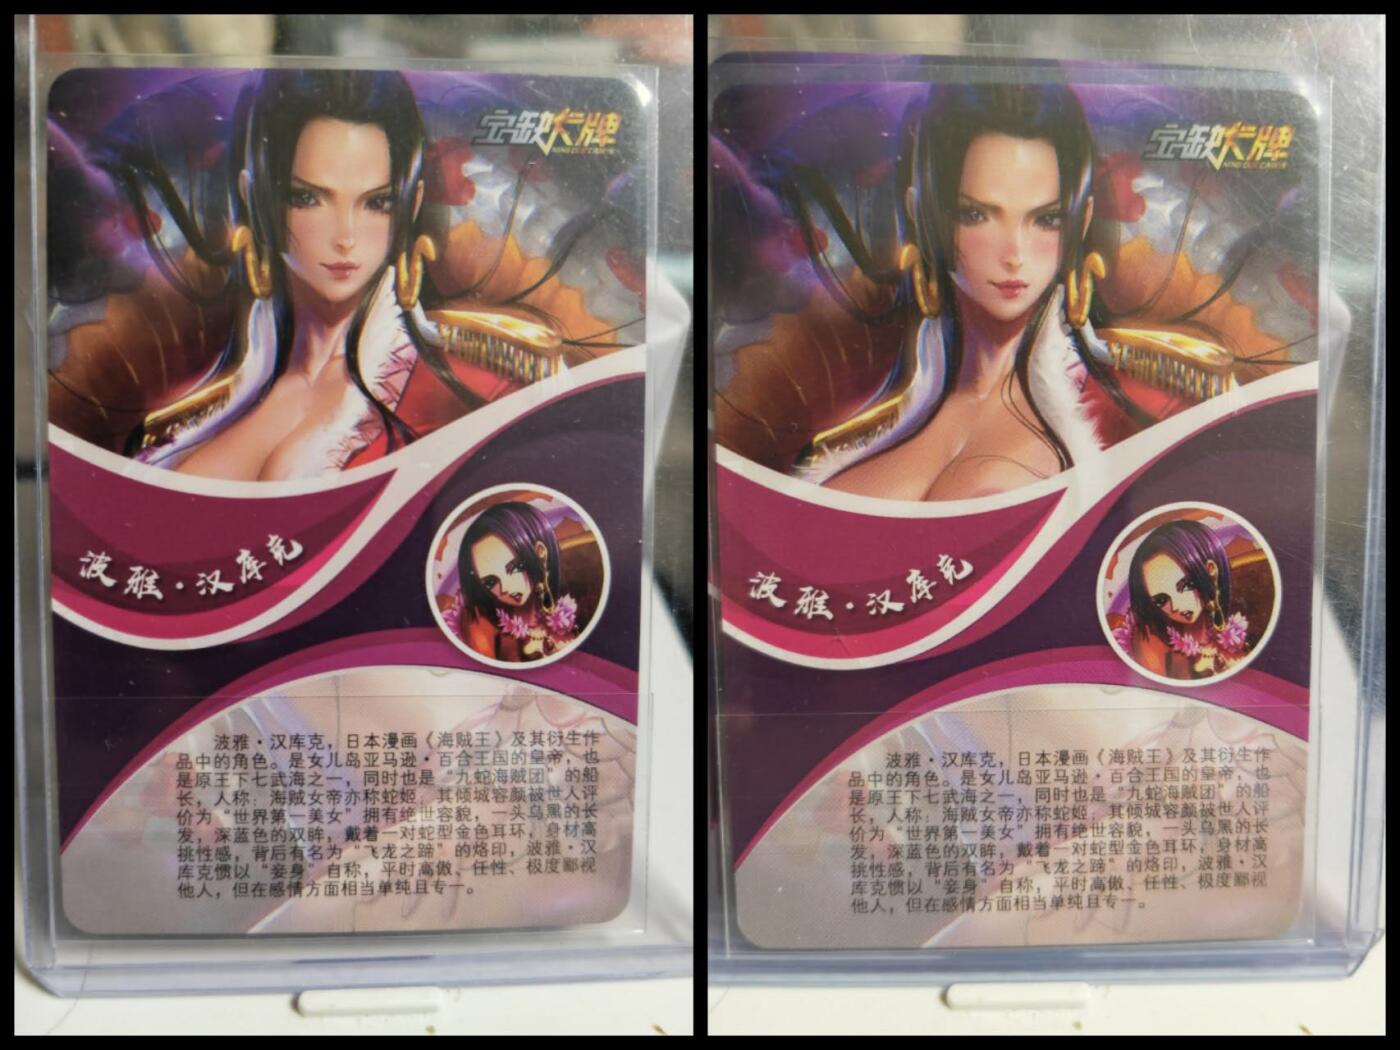 宁缺大牌
波雅·汉库克
波雅·汉库克，日本漫画《海贼王》及其衍生作
品中的角色。是女儿岛亚马逊·百合王国的皇帝，也
是原王下七武海之一，同时也是“九蛇海贼团”的船
长，人称：海贼女帝亦称蛇姬，其倾城容颜被世人评
价为“世界第一美女”拥有绝世容貌，一头乌黑的长
发，深蓝色的双眸，戴着一对蛇型金色耳环，身材高
挑性感，背后有名为“飞龙之蹄”的烙印，波雅·汉
库克惯以“妾身”自称，平时高傲、任性、极度鄙视
他人，但在感情方面相当单纯且专一。
宁缺大牌
波雅·汉库克
波雅·汉库克，日本漫画《海贼王》及其衍生作
品中的角色。是女儿岛亚马逊·百合王国的皇帝，也
是原王下七武海之一，同时也是“九蛇海贼团”的船
长，人称：海贼女帝亦称蛇姬，其倾城容颜被世人评
价为“世界第一美女”拥有绝世容貌，一头乌黑的长
发，深蓝色的双眸，戴着一对蛇型金色耳环，身材高
挑性感，背后有名为“飞龙之蹄”的烙印，波雅·汉
库克惯以“妾身”自称，平时高傲、任性、极度鄙视
他人，但在感情方面相当单纯且专一。